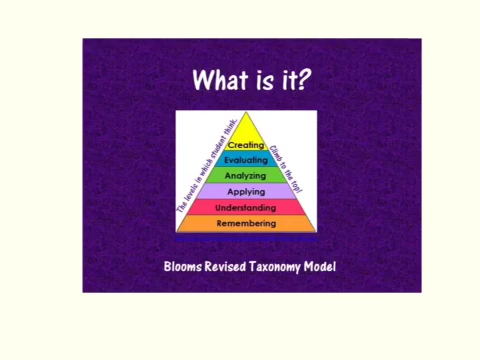 What is it?
The levels in which student think.
Climb to the top!
Creating
Evaluating
Analyzing
Applying
Understanding
Remembering
Blooms Revised Taxonomy Model